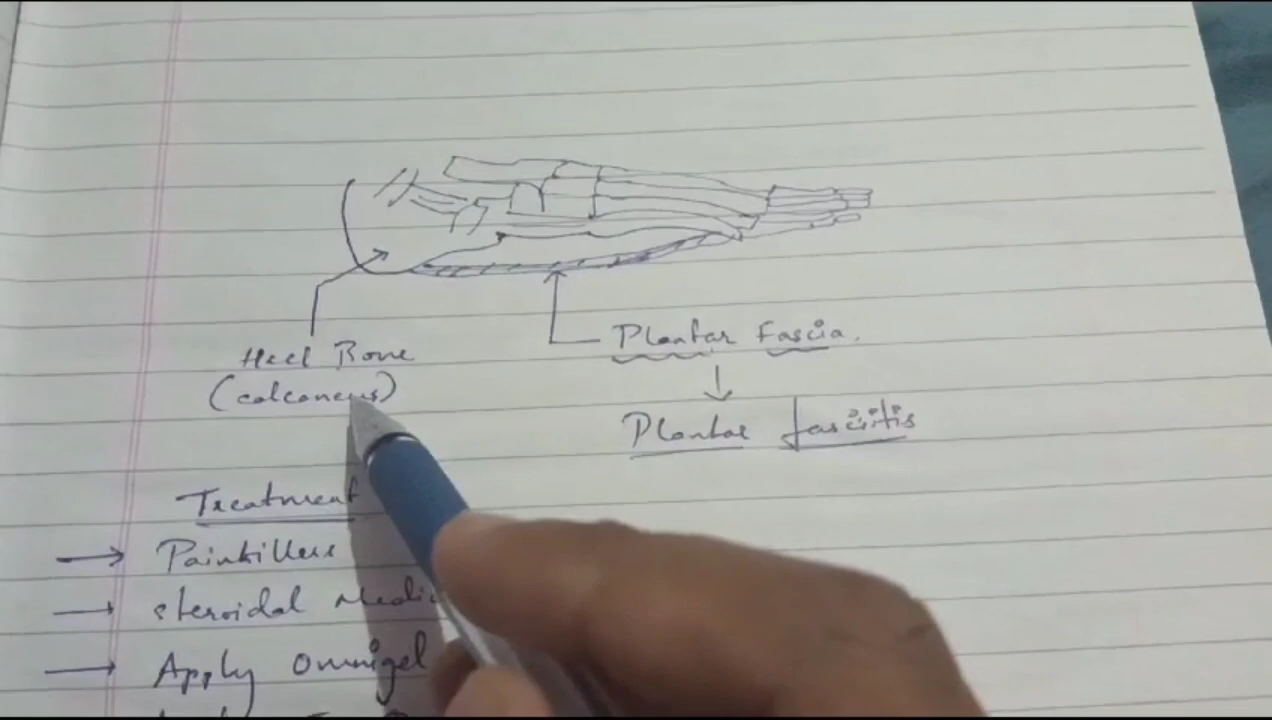 Plantar Fascia.
Heel Bone
(calcaneus)
Plantar fasciitis
Treatment
Painkillers
steroidal
Apply Omnigel